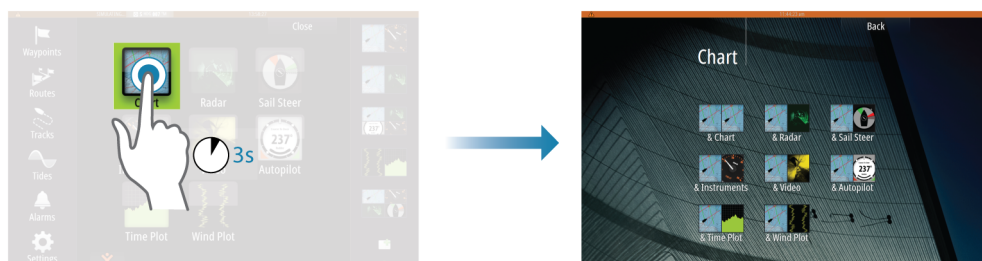 Close
Waypoints
Routes
Tracks
Tides
Alarms
Settings
Chart
Radar
Sail Steer
237°
Autopilot
Time Plot
Wind Plot
3s
237
Back
Chart
& Chart
& Radar
& Sail Steer
& Instruments
& Video
& Autopilot
237°
& Time Plot
& Wind Plot